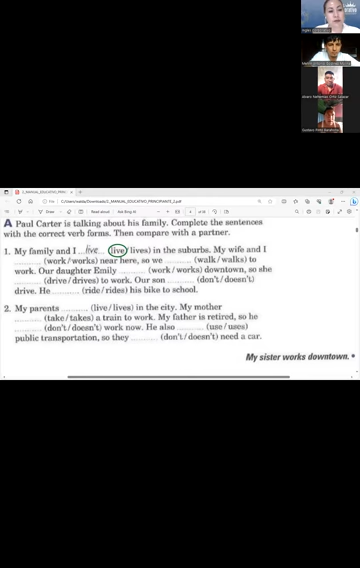 A Paul Carter is talking about his family. Complete the sentences
with the correct verb forms. Then compare with a partner.
1. My family and I ...live... (live/lives) in the suburbs. My wife and I
........... (work/works) near here, so we ........... (walk/walks) to
work. Our daughter Emily ........... (work/works) downtown, so she
........... (drive/drives) to work. Our son ........... (don't/doesn't)
drive. He ........... (ride/rides) his bike to school.
2. My parents ........... (live/lives) in the city. My mother
........... (take/takes) a train to work. My father is retired, so he
........... (don't/doesn't) work now. He also ........... (use/uses)
public transportation, so they ........... (don't/doesn't) need a car.
My sister works downtown.